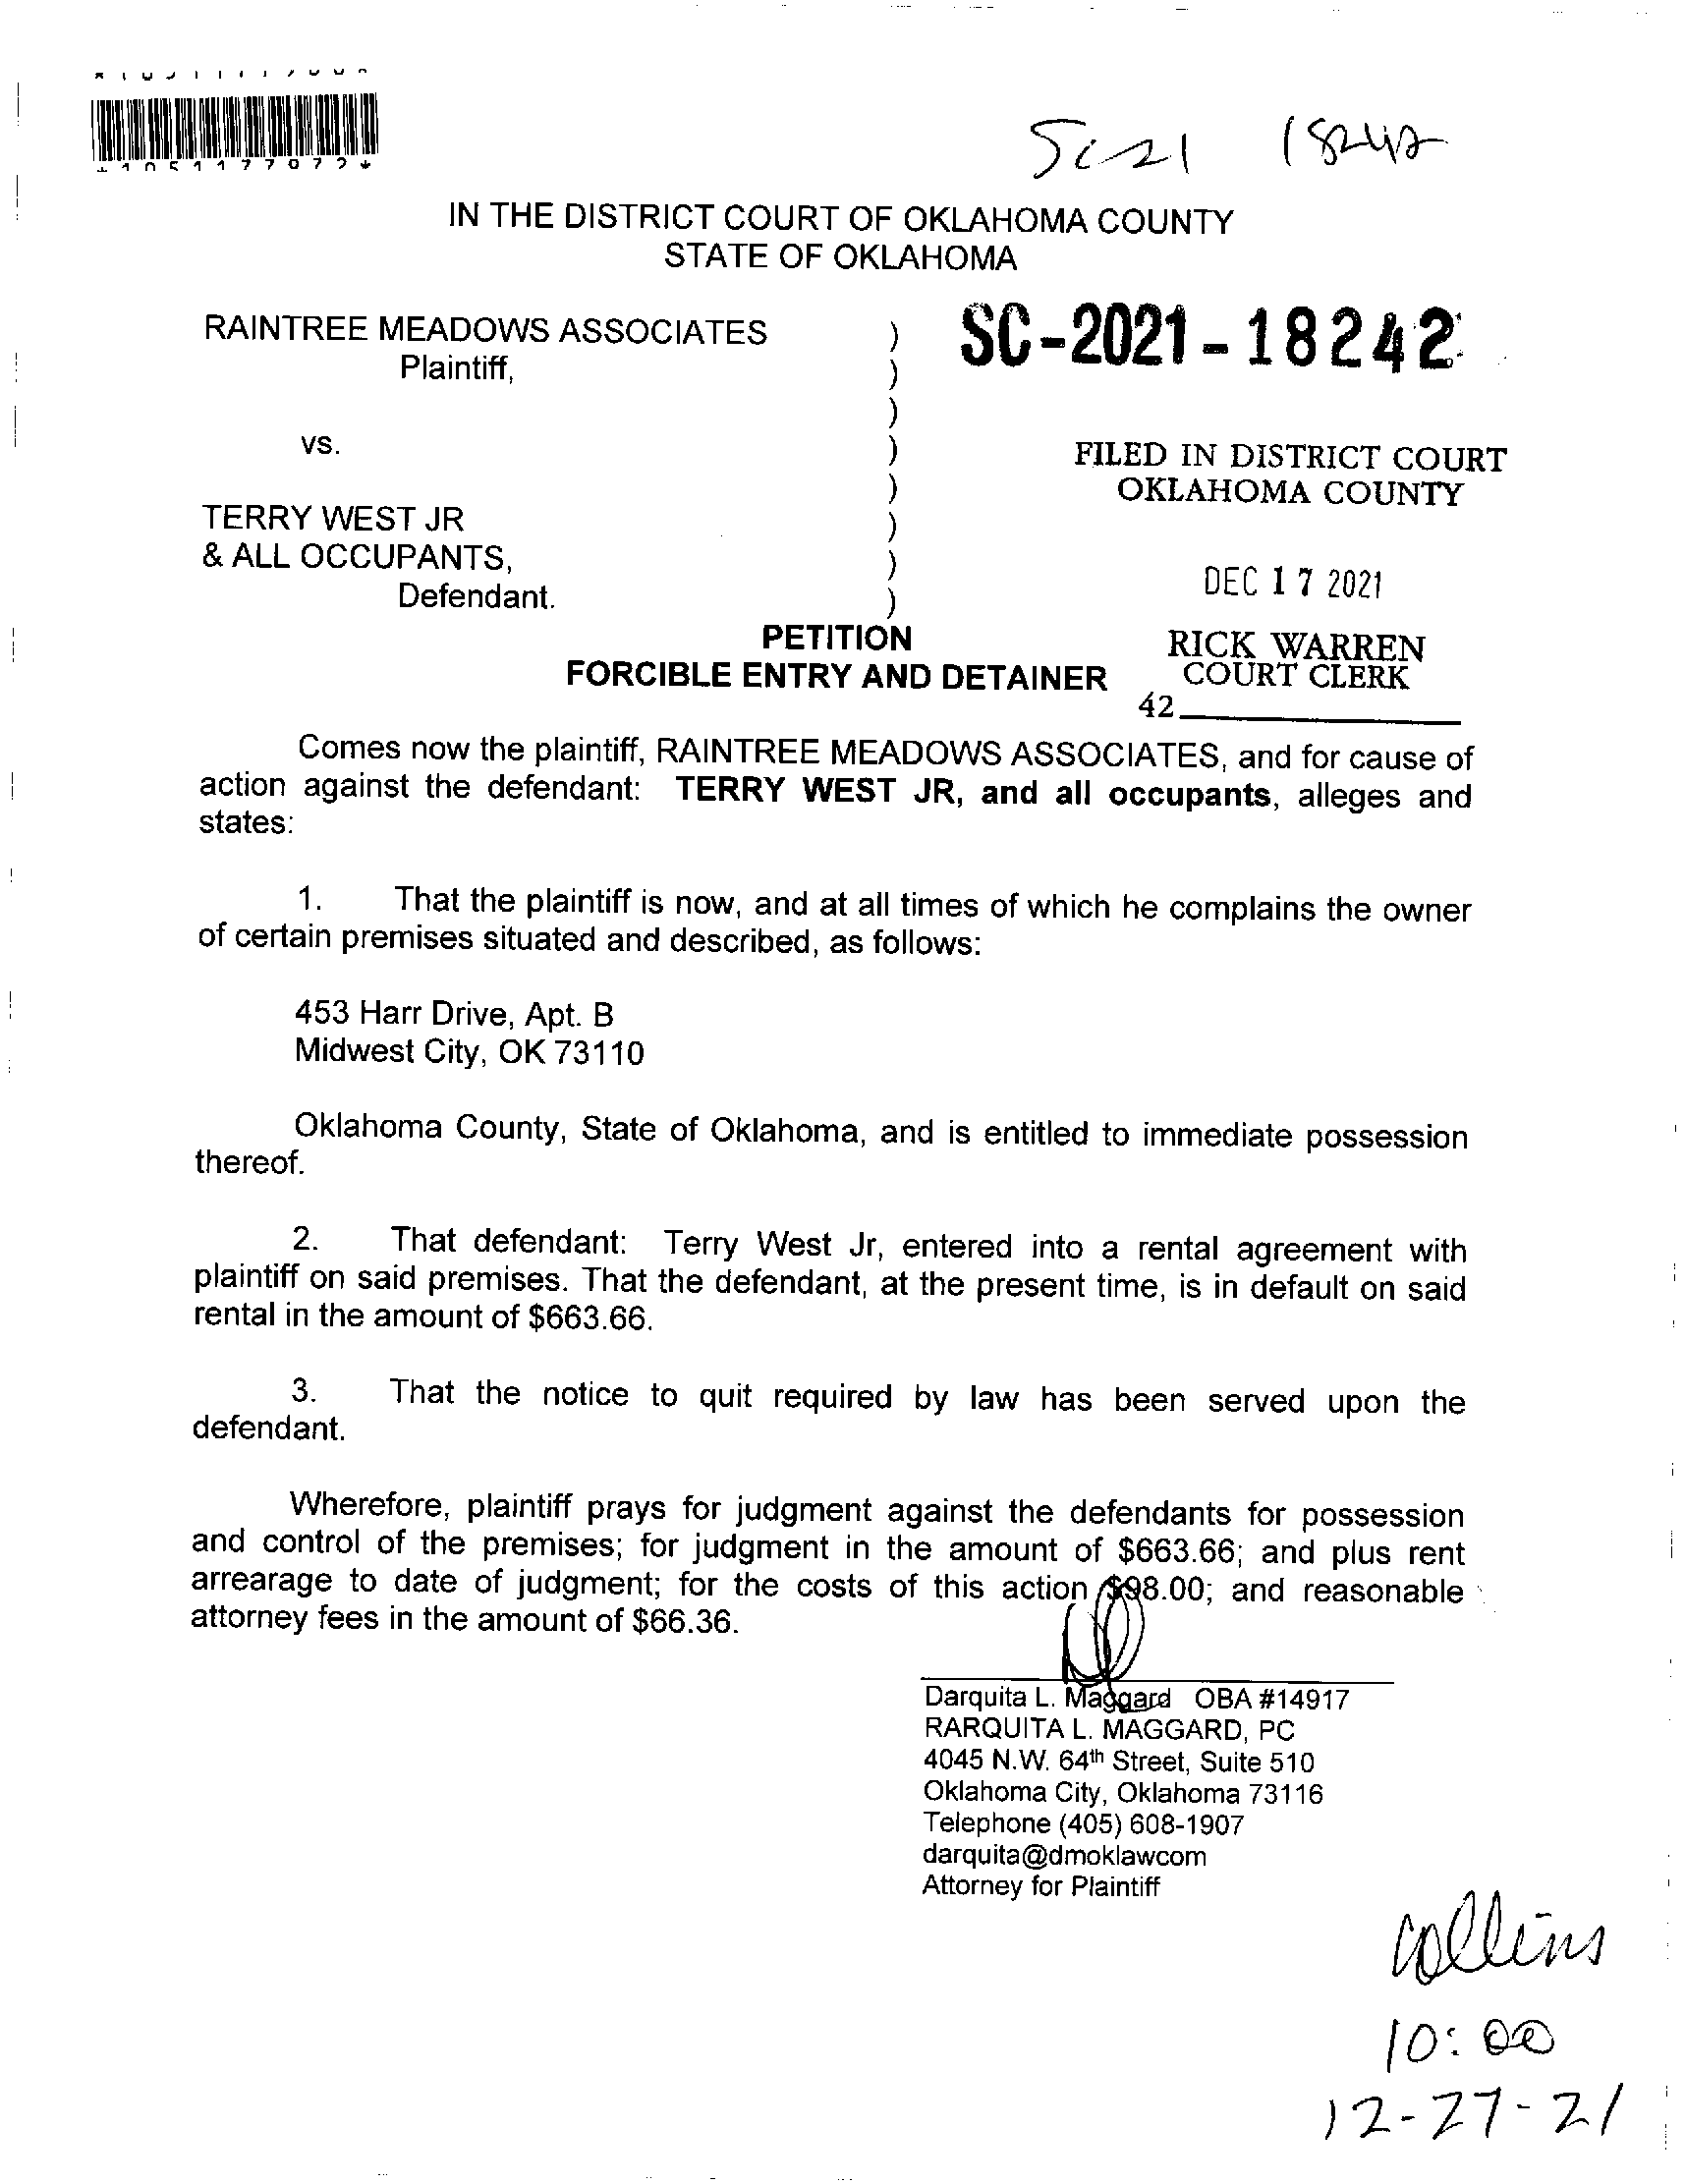 *1051177972*
SC21 18242
IN THE DISTRICT COURT OF OKLAHOMA COUNTY
STATE OF OKLAHOMA
RAINTREE MEADOWS ASSOCIATES )
Plaintiff, )
)
vs. )
)
TERRY WEST JR )
& ALL OCCUPANTS, )
Defendant. )
SC-2021-18242
FILED IN DISTRICT COURT
OKLAHOMA COUNTY
DEC 17 2021
RICK WARREN
COURT CLERK
42
PETITION
FORCIBLE ENTRY AND DETAINER
Comes now the plaintiff, RAINTREE MEADOWS ASSOCIATES, and for cause of
action against the defendant: TERRY WEST JR, and all occupants, alleges and
states:
1. That the plaintiff is now, and at all times of which he complains the owner
of certain premises situated and described, as follows:
453 Harr Drive, Apt. B
Midwest City, OK 73110
Oklahoma County, State of Oklahoma, and is entitled to immediate possession
thereof.
2. That defendant: Terry West Jr, entered into a rental agreement with
plaintiff on said premises. That the defendant, at the present time, is in default on said
rental in the amount of $663.66.
3. That the notice to quit required by law has been served upon the
defendant.
Wherefore, plaintiff prays for judgment against the defendants for possession
and control of the premises; for judgment in the amount of $663.66; and plus rent
arrearage to date of judgment; for the costs of this action $98.00; and reasonable
attorney fees in the amount of $66.36.
Darquita L. Maggard OBA #14917
RARQUITA L. MAGGARD, PC
4045 N.W. 64th Street, Suite 510
Oklahoma City, Oklahoma 73116
Telephone (405) 608-1907
darquita@dmoklawcom
Attorney for Plaintiff
Collins
10:00
12-27-21